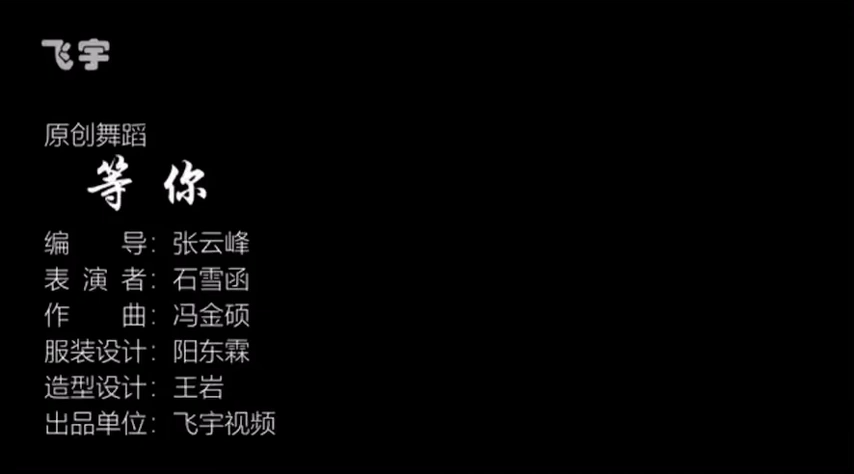 飞宇
原创舞蹈
等 你
编 导：张云峰
表 演 者：石雪函
作 曲：冯金硕
服装设计：阳东霖
造型设计：王岩
出品单位：飞宇视频